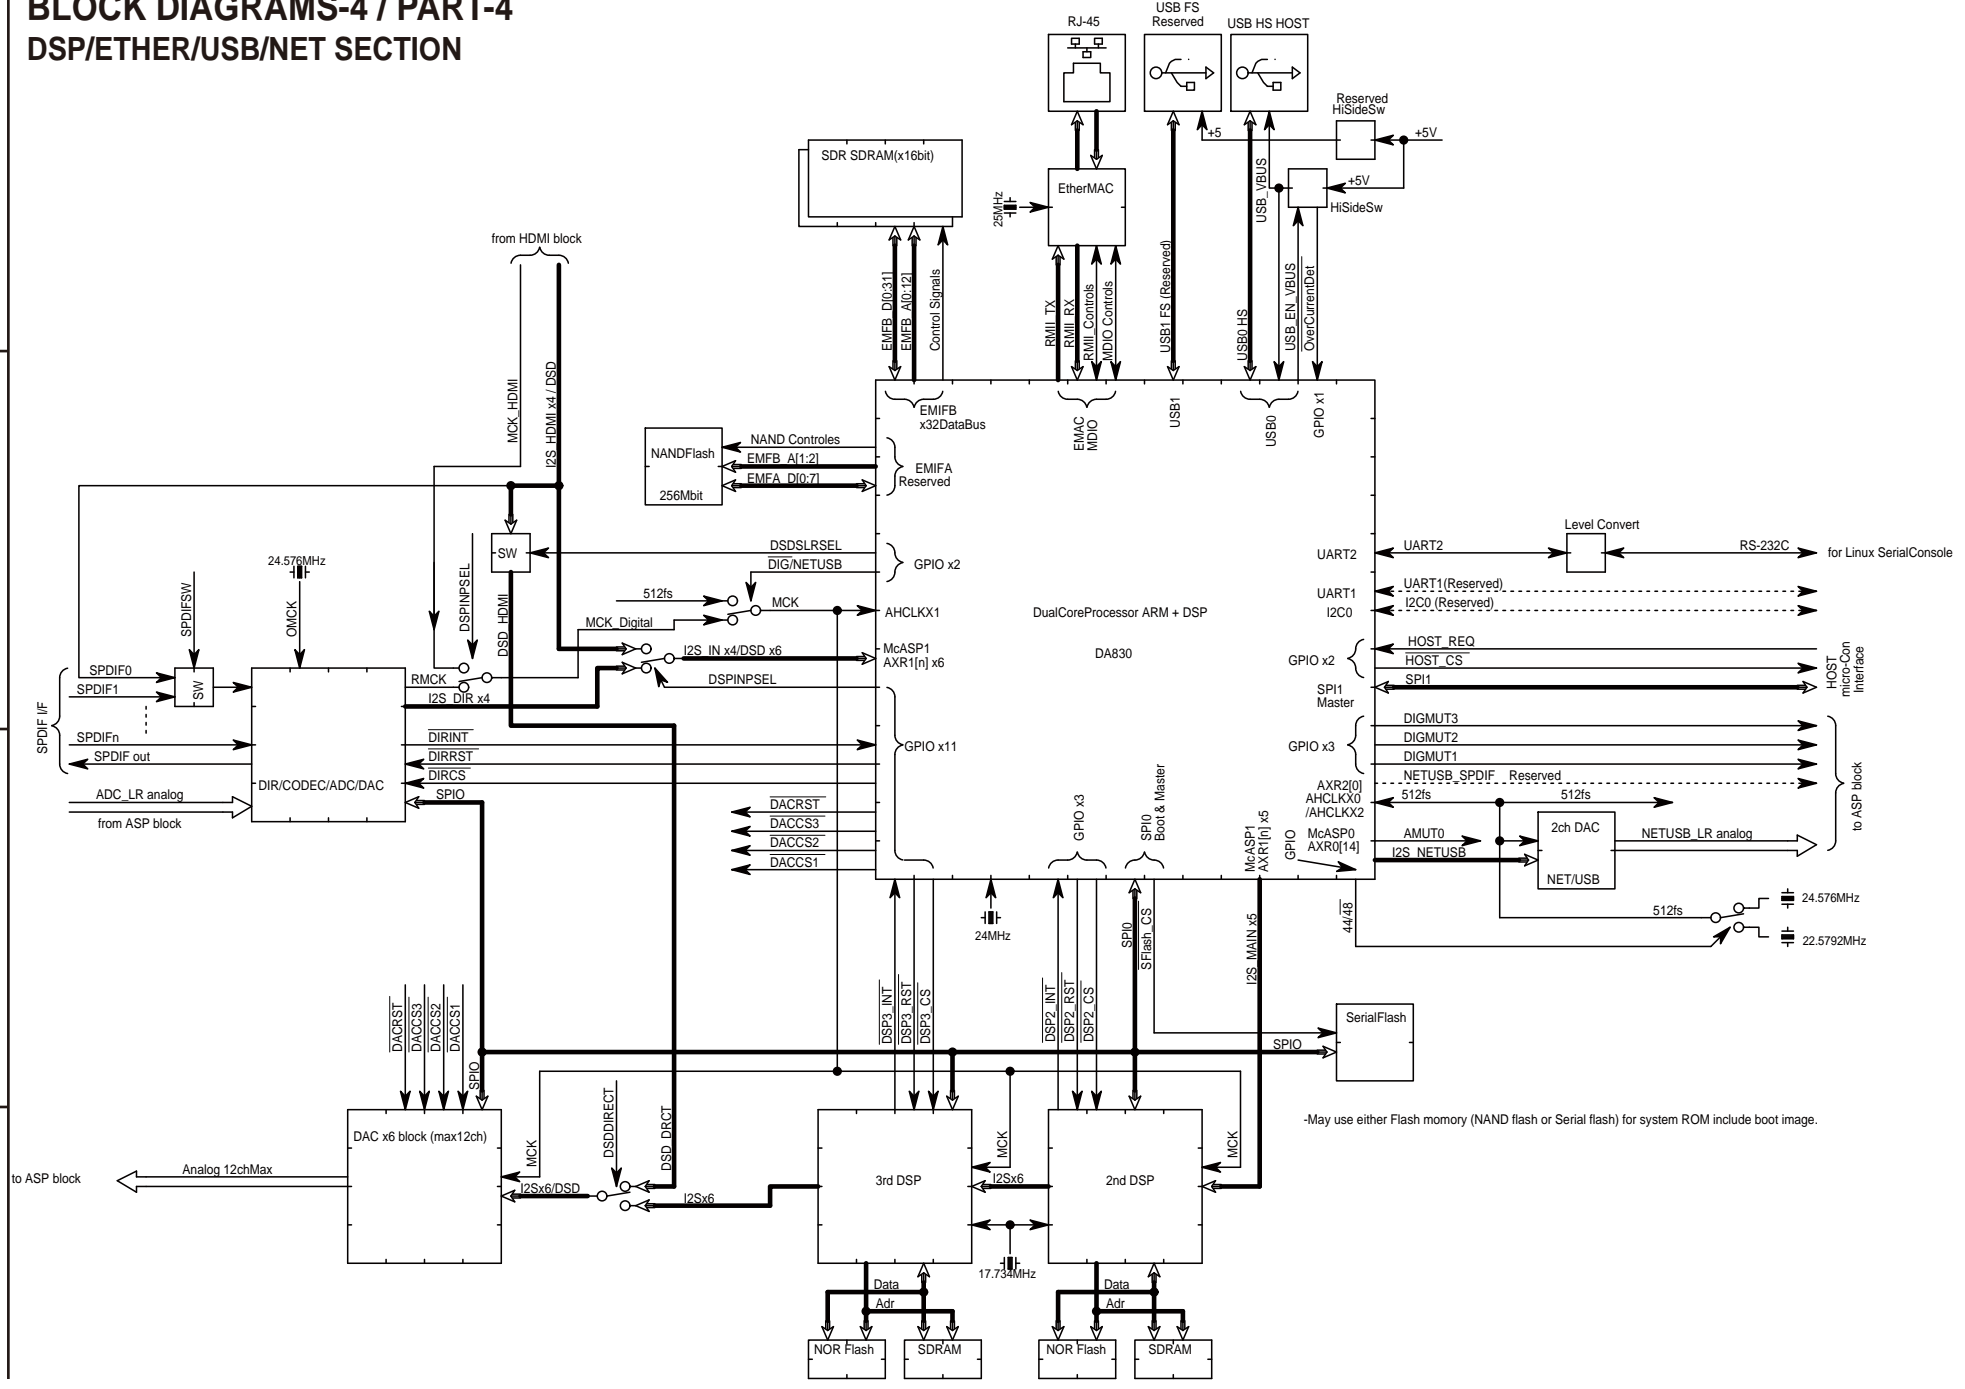 BLOCK DIAGRAMS-4 / PART-4
DSP/ETHER/USB/NET SECTION
RJ-45
USB FS
Reserved
USB HS HOST
Reserved
HiSideSw
+5
+5V
+5V
HiSideSw
SDR SDRAM(x16bit)
EtherMAC
25MHz
USB_VBUS
from HDMI block
EMFB_D[0:31]
EMFB_A[0:12]
Control Signals
RMII_TX
RMII_RX
RMII_Controls
MDIO Controls
USB1 FS (Reserved)
USB0 HS
USB_EN_VBUS
OverCurrentDet
MCK_HDMI
I2S_HDMI x4 / DSD
EMIFB
x32DataBus
EMAC
MDIO
USB1
USB0
GPIO x1
NANDFlash
256Mbit
NAND Controles
EMFB_A[1:2]
EMFA_D[0:7]
EMIFA
Reserved
SW
DSDSLRSEL
DIG/NETUSB
GPIO x2
24.576MHz
SPDIFSW
OMCK
DSPINPSEL
DSD_HDMI
512fs
MCK
AHCLKX1
MCK_Digital
DualCoreProcessor ARM + DSP
DA830
I2S_IN x4/DSD x6
McASP1
AXR1[n] x6
DSPINPSEL
UART2
UART2
Level Convert
RS-232C
for Linux SerialConsole
UART1
UART1(Reserved)
I2C0
I2C0 (Reserved)
GPIO x2
HOST_REQ
HOST_CS
SPI1
Master
SPI1
HOST
micro-Con
Interface
SPDIF I/F
SPDIF0
SPDIF1
SW
SPDIFn
SPDIF out
ADC_LR analog
from ASP block
DIR/CODEC/ADC/DAC
RMCK
I2S_DIR x4
DIRINT
DIRRST
DIRCS
SPIO
GPIO x11
DACRST
DACCS3
DACCS2
DACCS1
GPIO x3
DIGMUT3
DIGMUT2
DIGMUT1
AXR2[0]
NETUSB_SPDIF
Reserved
AHCLKX0
/AHCLKX2
512fs
512fs
to ASP block
McASP0
AXR0[14]
AMUT0
I2S_NETUSB
2ch DAC
NET/USB
NETUSB_LR analog
GPIO x3
SPI0
Boot & Master
McASP1
AXR1[n] x5
GPIO
24MHz
44/48
512fs
24.576MHz
22.5792MHz
SPI0
SFlash_CS
I2S_MAIN x5
DSP3_INT
DSP3_RST
DSP3_CS
DSP2_INT
DSP2_RST
DSP2_CS
SerialFlash
SPIO
DACRST
DACCS3
DACCS2
DACCS1
SPIO
-May use either Flash momory (NAND flash or Serial flash) for system ROM include boot image.
DAC x6 block (max12ch)
MCK
DSDDIRECT
DSD_DRCT
MCK
MCK
to ASP block
Analog 12chMax
I2Sx6/DSD
I2Sx6
3rd DSP
I2Sx6
2nd DSP
17.734MHz
Data
Adr
Data
Adr
NOR Flash
SDRAM
NOR Flash
SDRAM